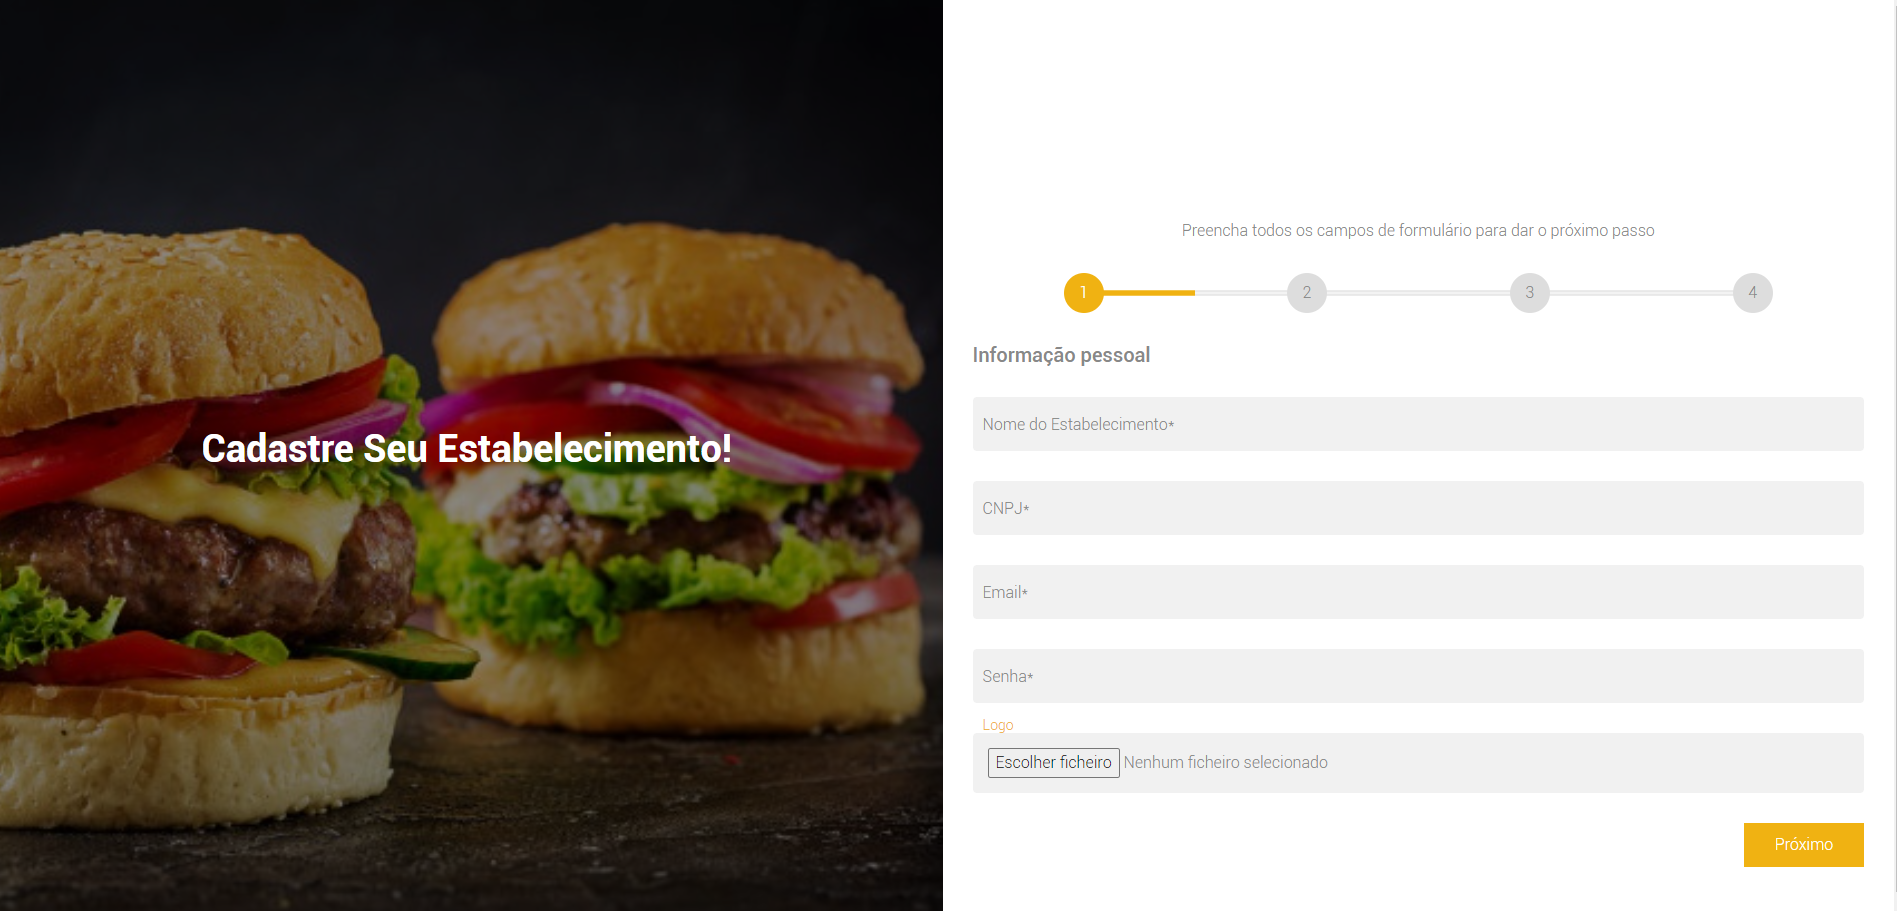 Cadastre Seu Estabelecimento!
Preencha todos os campos de formulário para dar o próximo passo
1 2 3 4
Informação pessoal
Nome do Estabelecimento*
CNPJ*
Email*
Senha*
Logo
Escolher ficheiro Nenhum ficheiro selecionado
Próximo